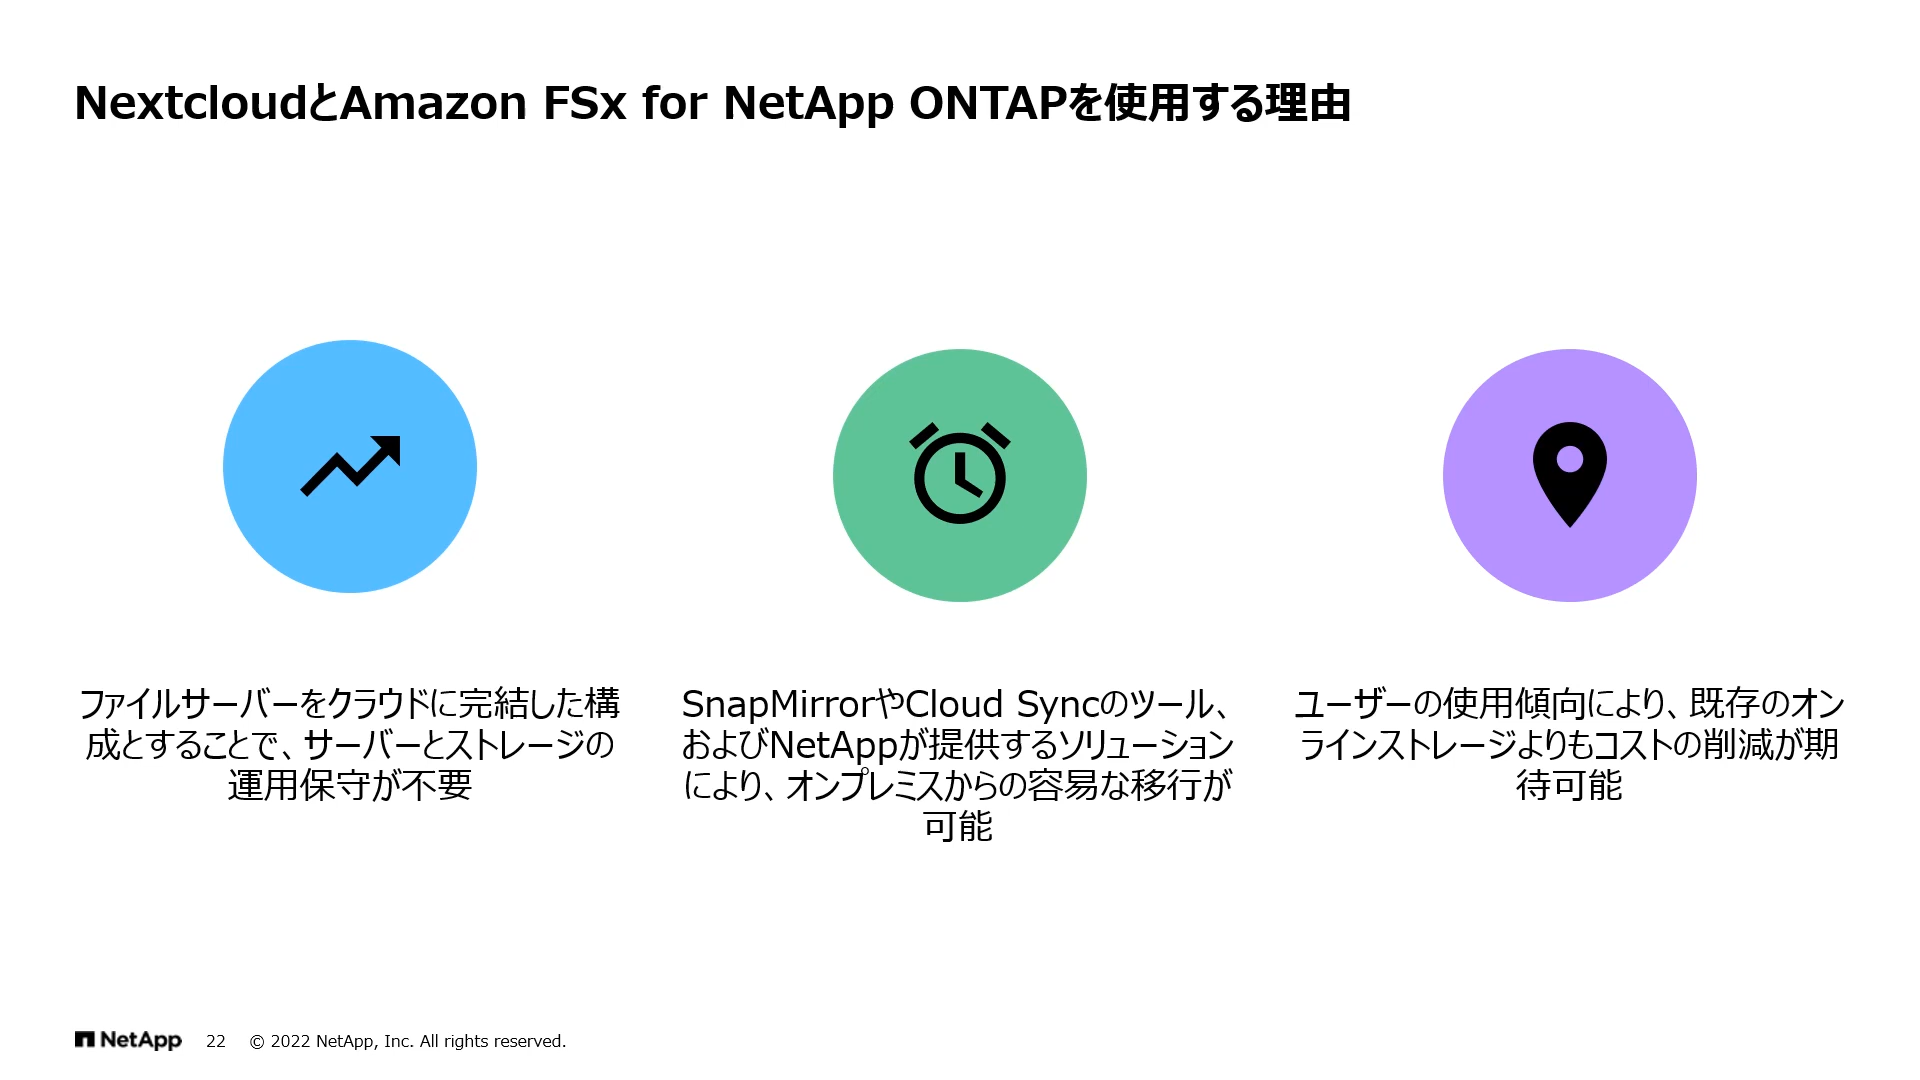 NextcloudとAmazon FSx for NetApp ONTAPを使用する理由
ファイルサーバーをクラウドに完結した構
成とすることで、サーバーとストレージの
運用保守が不要
SnapMirrorやCloud Syncのツール、
およびNetAppが提供するソリューション
により、オンプレミスからの容易な移行が
可能
ユーザーの使用傾向により、既存のオン
ラインストレージよりもコストの削減が期
待可能
NetApp 22 © 2022 NetApp, Inc. All rights reserved.